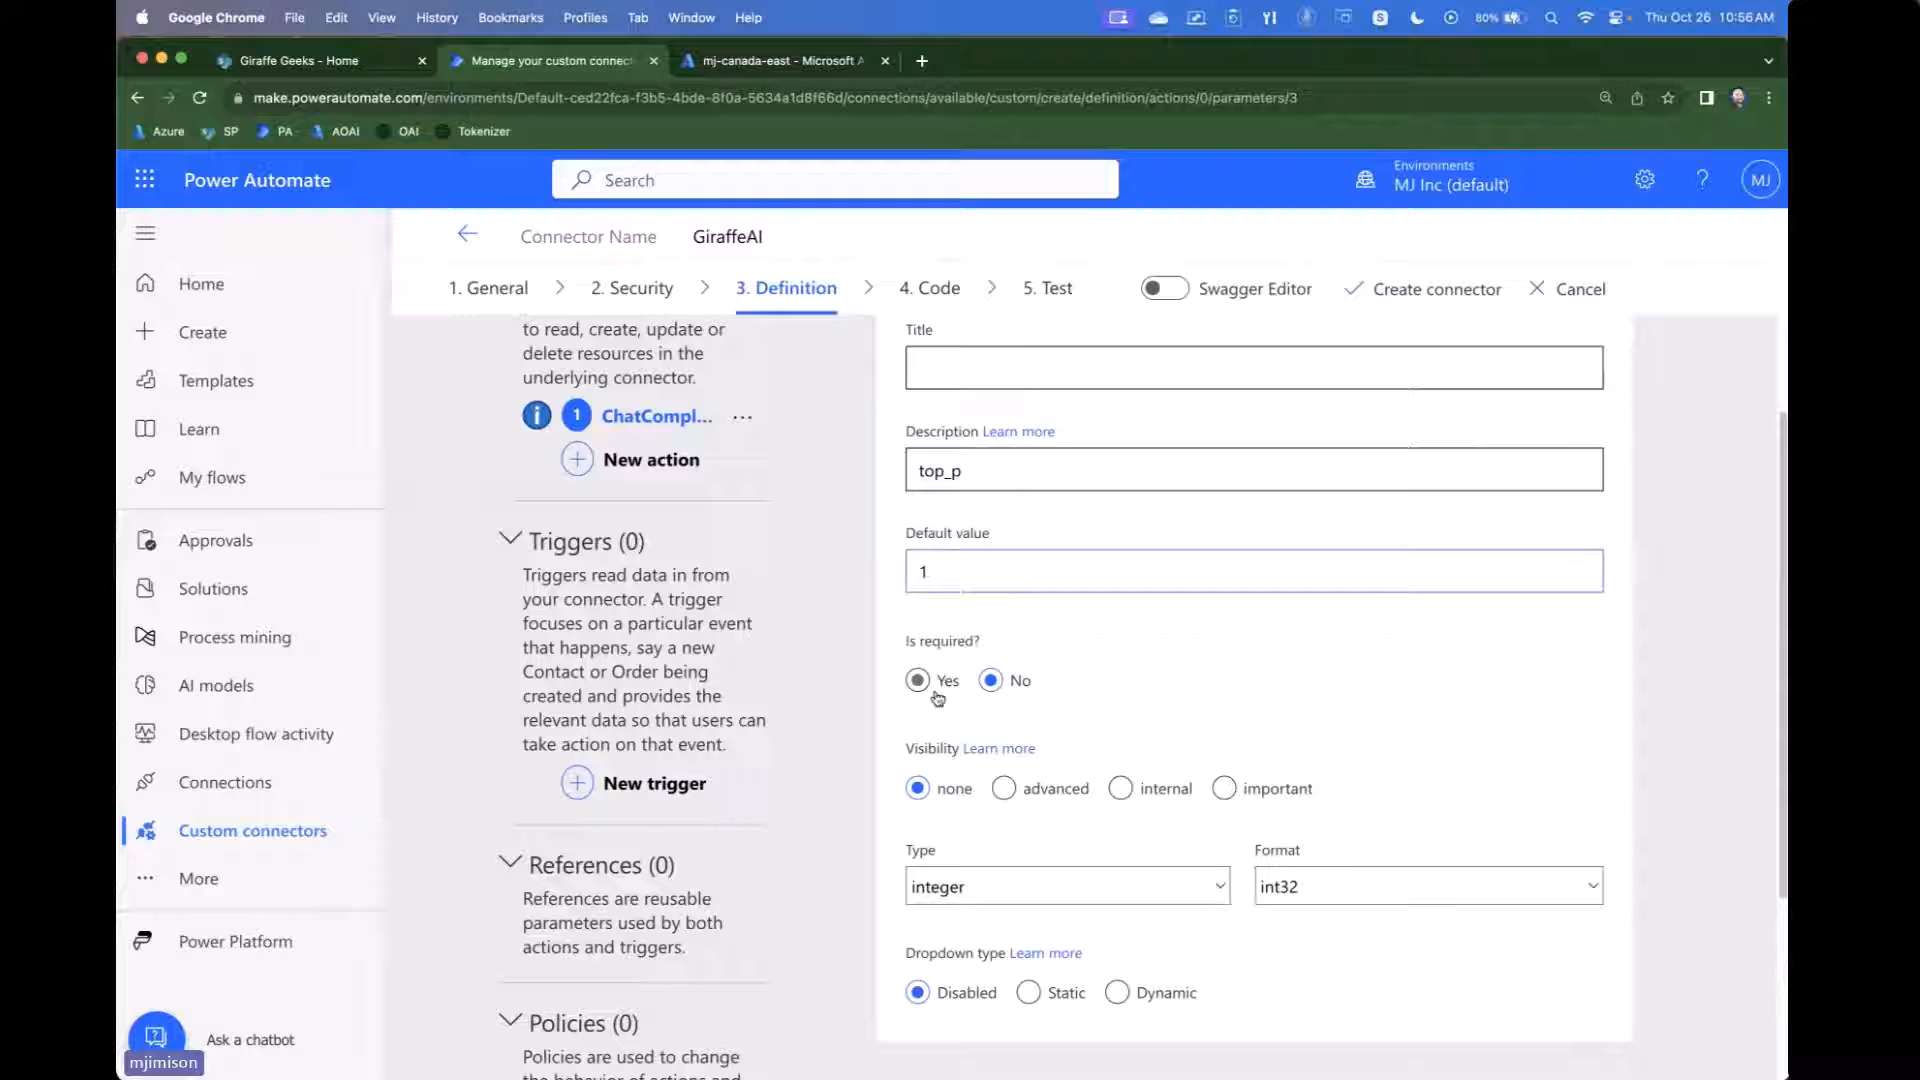 Google Chrome File Edit View History Bookmarks Profiles Tab Window Help 80% Thu Oct 26 10:56 AM
Giraffe Geeks - Home Manage your custom connect mj-canada-east - Microsoft A
make.powerautomate.com/environments/Default-ced22fca-f3b5-4bde-8f0a-5634a1d8f66d/connections/available/custom/create/definition/actions/0/parameters/3
Azure SP PA AOAI OAI Tokenizer
Power Automate
Search
Environments
MJ Inc (default)
?
MJ
Home
Create
Templates
Learn
My flows
Approvals
Solutions
Process mining
AI models
Desktop flow activity
Connections
Custom connectors
More
Power Platform
Ask a chatbot
mjimison
Connector Name GiraffeAI
1. General 2. Security 3. Definition 4. Code 5. Test Swagger Editor Create connector Cancel
to read, create, update or
delete resources in the
underlying connector.
i 1 ChatCompl... ...
New action
Triggers (0)
Triggers read data in from
your connector. A trigger
focuses on a particular event
that happens, say a new
Contact or Order being
created and provides the
relevant data so that users can
take action on that event.
New trigger
References (0)
References are reusable
parameters used by both
actions and triggers.
Policies (0)
Policies are used to change
the behavior of actions and
Title
Description Learn more
top_p
Default value
1
Is required?
Yes No
Visibility Learn more
none advanced internal important
Type Format
integer int32
Dropdown type Learn more
Disabled Static Dynamic